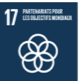 17 PARTENARIATS POUR
LES OBJECTIFS MONDIAUX